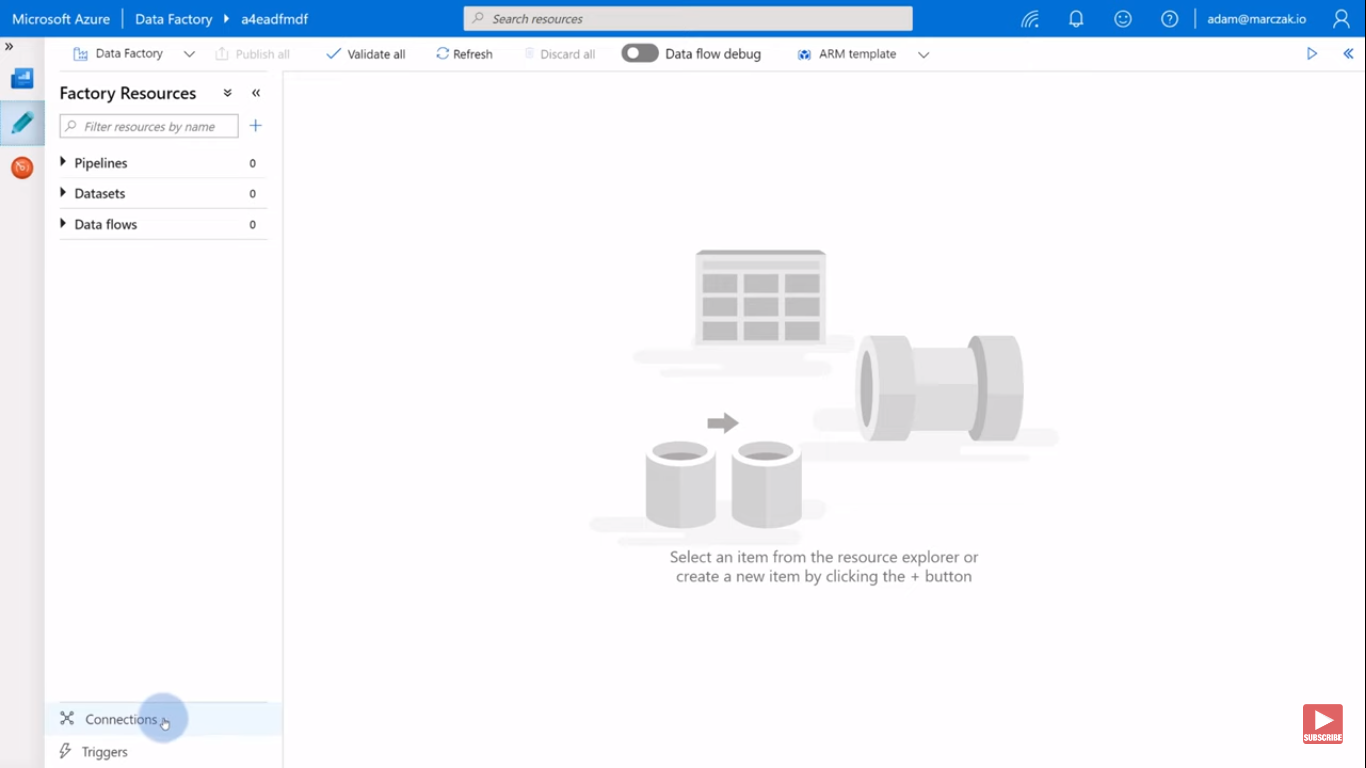 Microsoft Azure Data Factory a4eadfmdf Search resources adam@marczak.io
Data Factory Publish all Validate all Refresh Discard all Data flow debug ARM template
Factory Resources
Filter resources by name
Pipelines 0
Datasets 0
Data flows 0
Select an item from the resource explorer or
create a new item by clicking the + button
Connections
Triggers
SUBSCRIBE